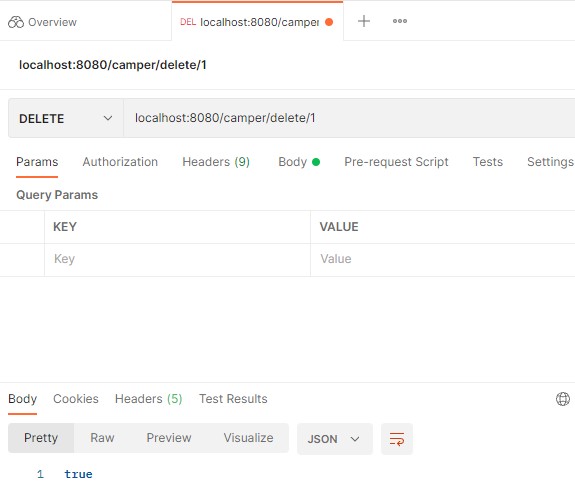 Overview DEL localhost:8080/camper
localhost:8080/camper/delete/1
DELETE localhost:8080/camper/delete/1
Params Authorization Headers (9) Body Pre-request Script Tests Settings
Query Params
KEY VALUE
Key Value
Body Cookies Headers (5) Test Results
Pretty Raw Preview Visualize JSON
1 true